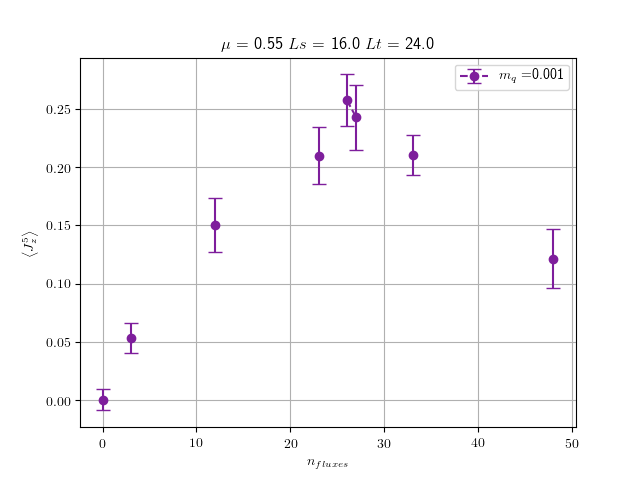 μ = 0.55 Ls = 16.0 Lt = 24.0
m_q =0.001
0.25
0.20
0.15
0.10
0.05
0.00
⟨J_z^5⟩
0 10 20 30 40 50
n_fluxes